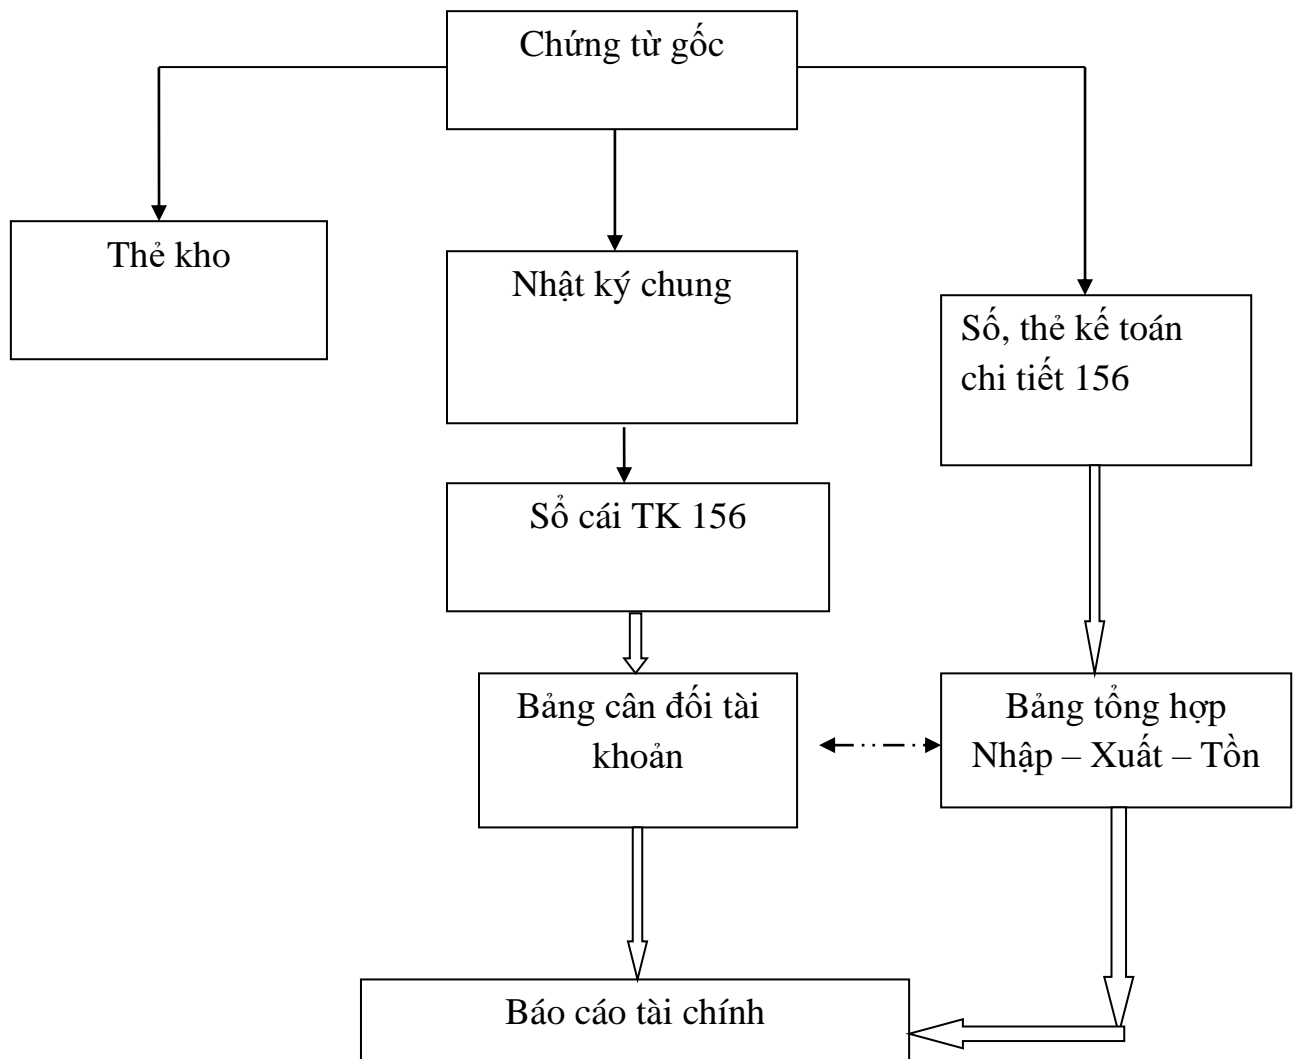 Chứng từ gốc
Thẻ kho
Nhật ký chung
Số, thẻ kế toán
chi tiết 156
Sổ cái TK 156
Bảng cân đối tài
khoản
Bảng tổng hợp
Nhập – Xuất – Tồn
Báo cáo tài chính